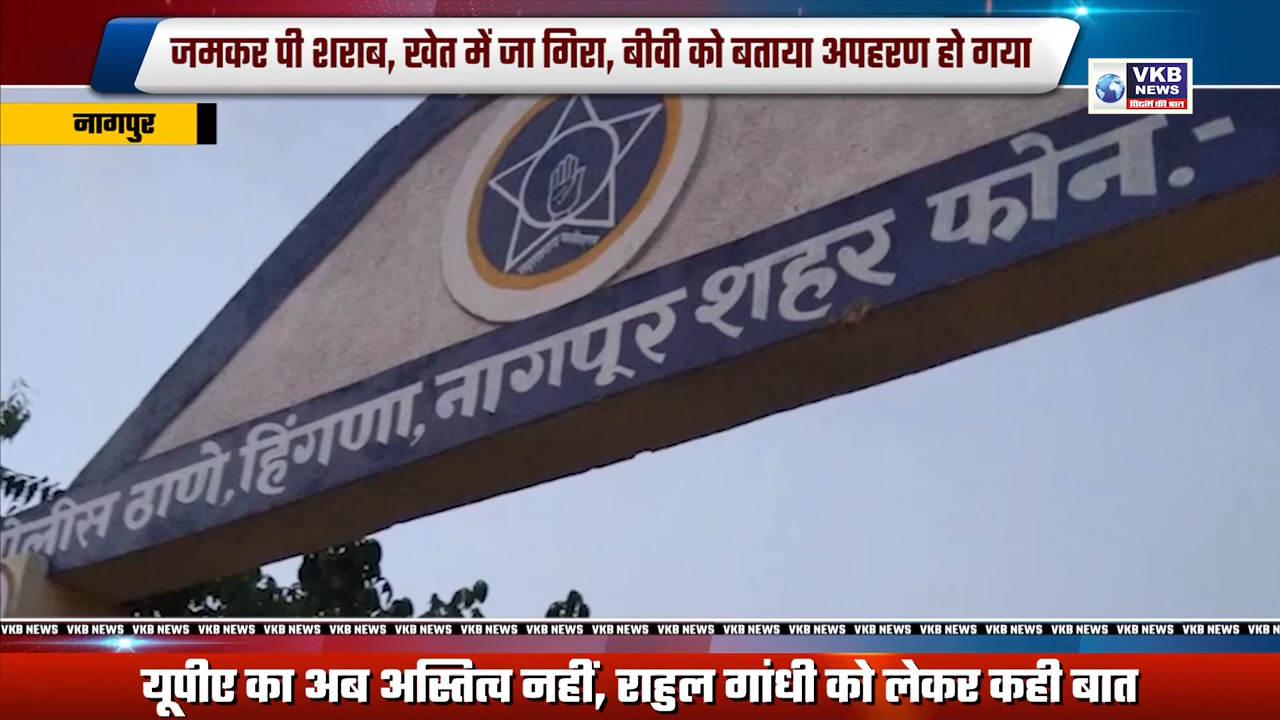 जमकर पी शराब, खेत में जा गिरा, बीवी को बताया अपहरण हो गया
VKB
NEWS
विदर्भ की बात
नागपुर
पोलीस ठाणे, हिंगणा, नागपूर शहर फोन.-
VKB NEWS VKB NEWS VKB NEWS VKB NEWS VKB NEWS VKB NEWS VKB NEWS VKB NEWS VKB NEWS VKB NEWS VKB NEWS VKB NEWS VKB NEWS VKB NEWS VKB NEWS VKB NEWS VKB NEWS VKB NEWS VKB NEWS
यूपीए का अब अस्तित्व नहीं, राहुल गांधी को लेकर कही बात